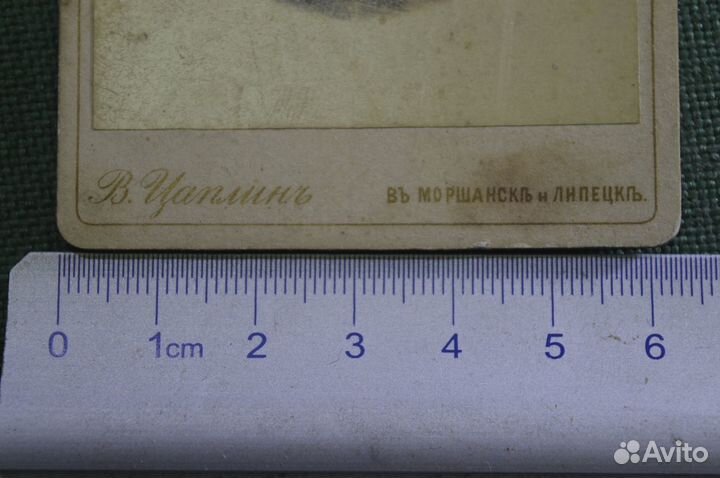 В. Цаплинъ ВЪ МОРШАНСКѢ и ЛИПЕЦКѢ.
0 1cm 2 3 4 5 6
Avito